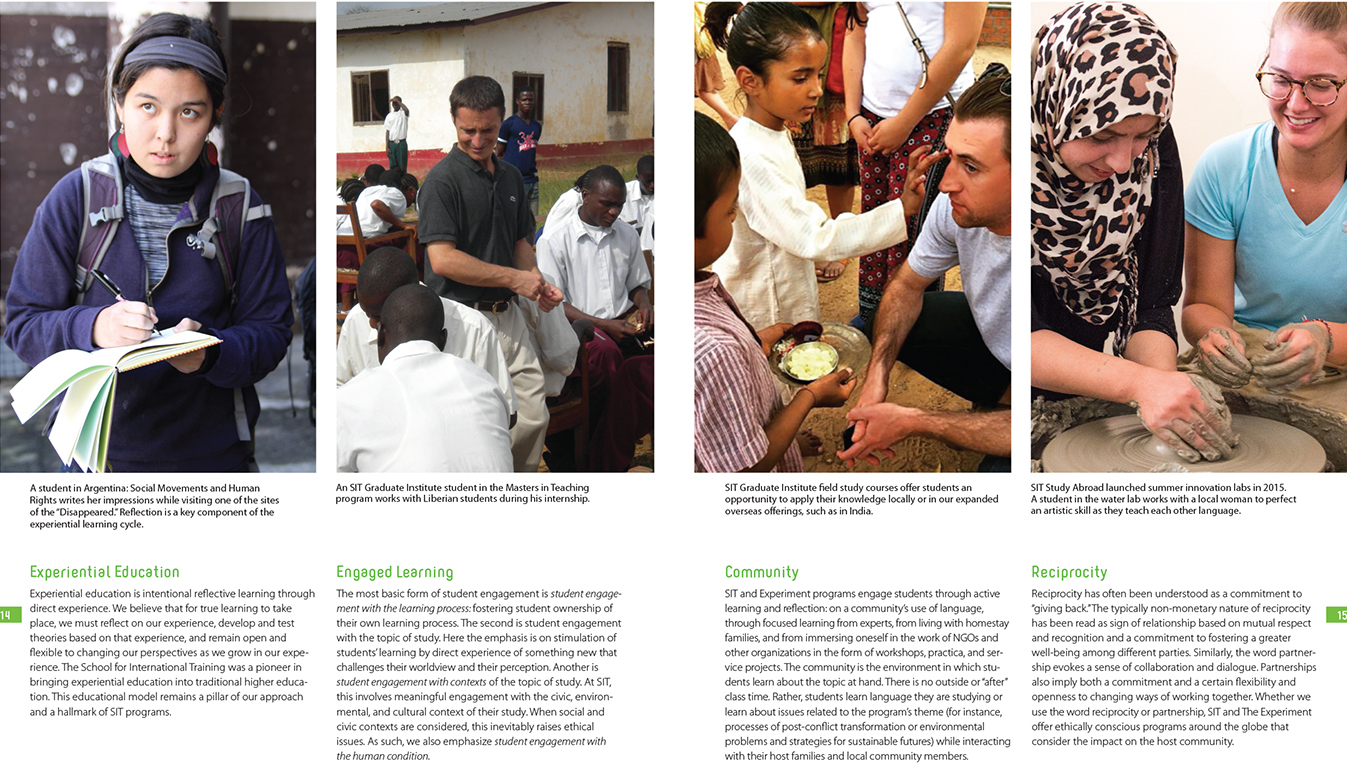 A student in Argentina: Social Movements and Human
Rights writes her impressions while visiting one of the sites
of the “Disappeared.” Reflection is a key component of the
experiential learning cycle.
An SIT Graduate Institute student in the Masters in Teaching
program works with Liberian students during his internship.
SIT Graduate Institute field study courses offer students an
opportunity to apply their knowledge locally or in our expanded
overseas offerings, such as in India.
SIT Study Abroad launched summer innovation labs in 2015.
A student in the water lab works with a local woman to perfect
an artistic skill as they teach each other language.
Experiential Education
Experiential education is intentional reflective learning through
direct experience. We believe that for true learning to take
place, we must reflect on our experience, develop and test
theories based on that experience, and remain open and
flexible to changing our perspectives as we grow in our expe-
rience. The School for International Training was a pioneer in
bringing experiential education into traditional higher educa-
tion. This educational model remains a pillar of our approach
and a hallmark of SIT programs.
14
Engaged Learning
The most basic form of student engagement is student engage-
ment with the learning process: fostering student ownership of
their own learning process. The second is student engagement
with the topic of study. Here the emphasis is on stimulation of
students’ learning by direct experience of something new that
challenges their worldview and their perception. Another is
student engagement with contexts of the topic of study. At SIT,
this involves meaningful engagement with the civic, environ-
mental, and cultural context of their study. When social and
civic contexts are considered, this inevitably raises ethical
issues. As such, we also emphasize student engagement with
the human condition.
Community
SIT and Experiment programs engage students through active
learning and reflection: on a community’s use of language,
through focused learning from experts, from living with homestay
families, and from immersing oneself in the work of NGOs and
other organizations in the form of workshops, practica, and ser-
vice projects. The community is the environment in which stu-
dents learn about the topic at hand. There is no outside or “after”
class time. Rather, students learn language they are studying or
learn about issues related to the program’s theme (for instance,
processes of post-conflict transformation or environmental
problems and strategies for sustainable futures) while interacting
with their host families and local community members.
Reciprocity
Reciprocity has often been understood as a commitment to
“giving back.” The typically non-monetary nature of reciprocity
has been read as sign of relationship based on mutual respect
and recognition and a commitment to fostering a greater
well-being among different parties. Similarly, the word partner-
ship evokes a sense of collaboration and dialogue. Partnerships
also imply both a commitment and a certain flexibility and
openness to changing ways of working together. Whether we
use the word reciprocity or partnership, SIT and The Experiment
offer ethically conscious programs around the globe that
consider the impact on the host community.
15